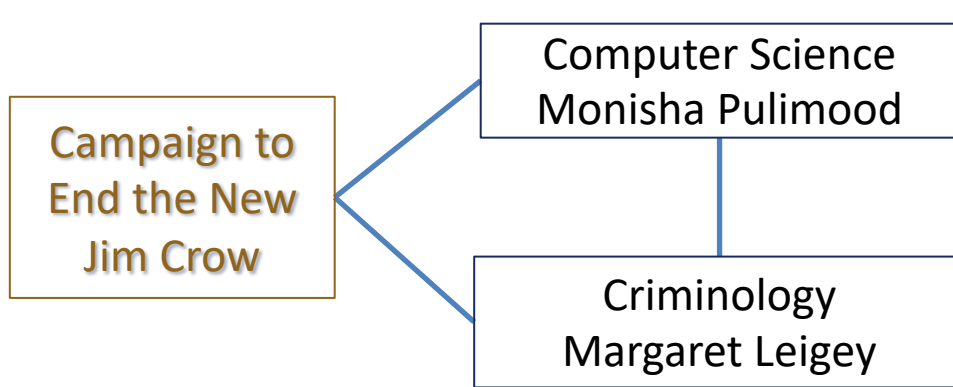 Campaign to
End the New
Jim Crow
Computer Science
Monisha Pulimood
Criminology
Margaret Leigey